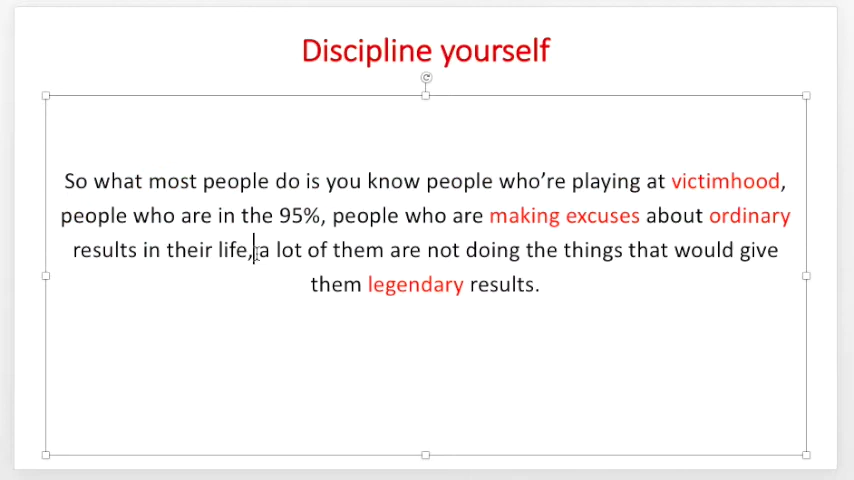 Discipline yourself
So what most people do is you know people who’re playing at victimhood,
people who are in the 95%, people who are making excuses about ordinary
results in their life, a lot of them are not doing the things that would give
them legendary results.